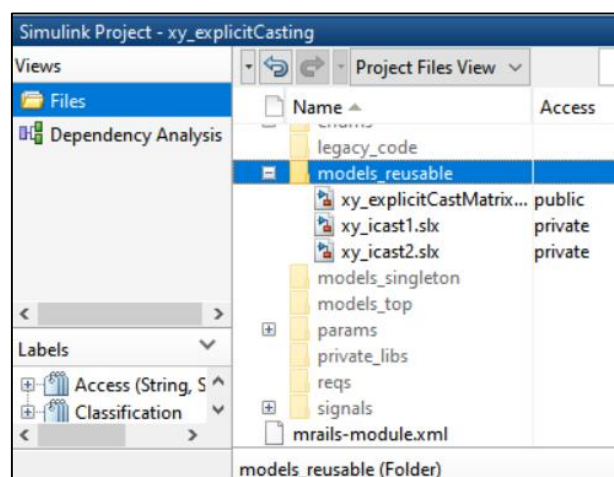 Simulink Project - xy_explicitCasting
Views
Project Files View
Files
Dependency Analysis
Name Access
legacy_code
models_reusable
xy_explicitCastMatrix... public
xy_icast1.slx private
xy_icast2.slx private
models_singleton
models_top
params
private_libs
reqs
signals
mrails-module.xml
Labels
Access (String, S
Classification
models_reusable (Folder)